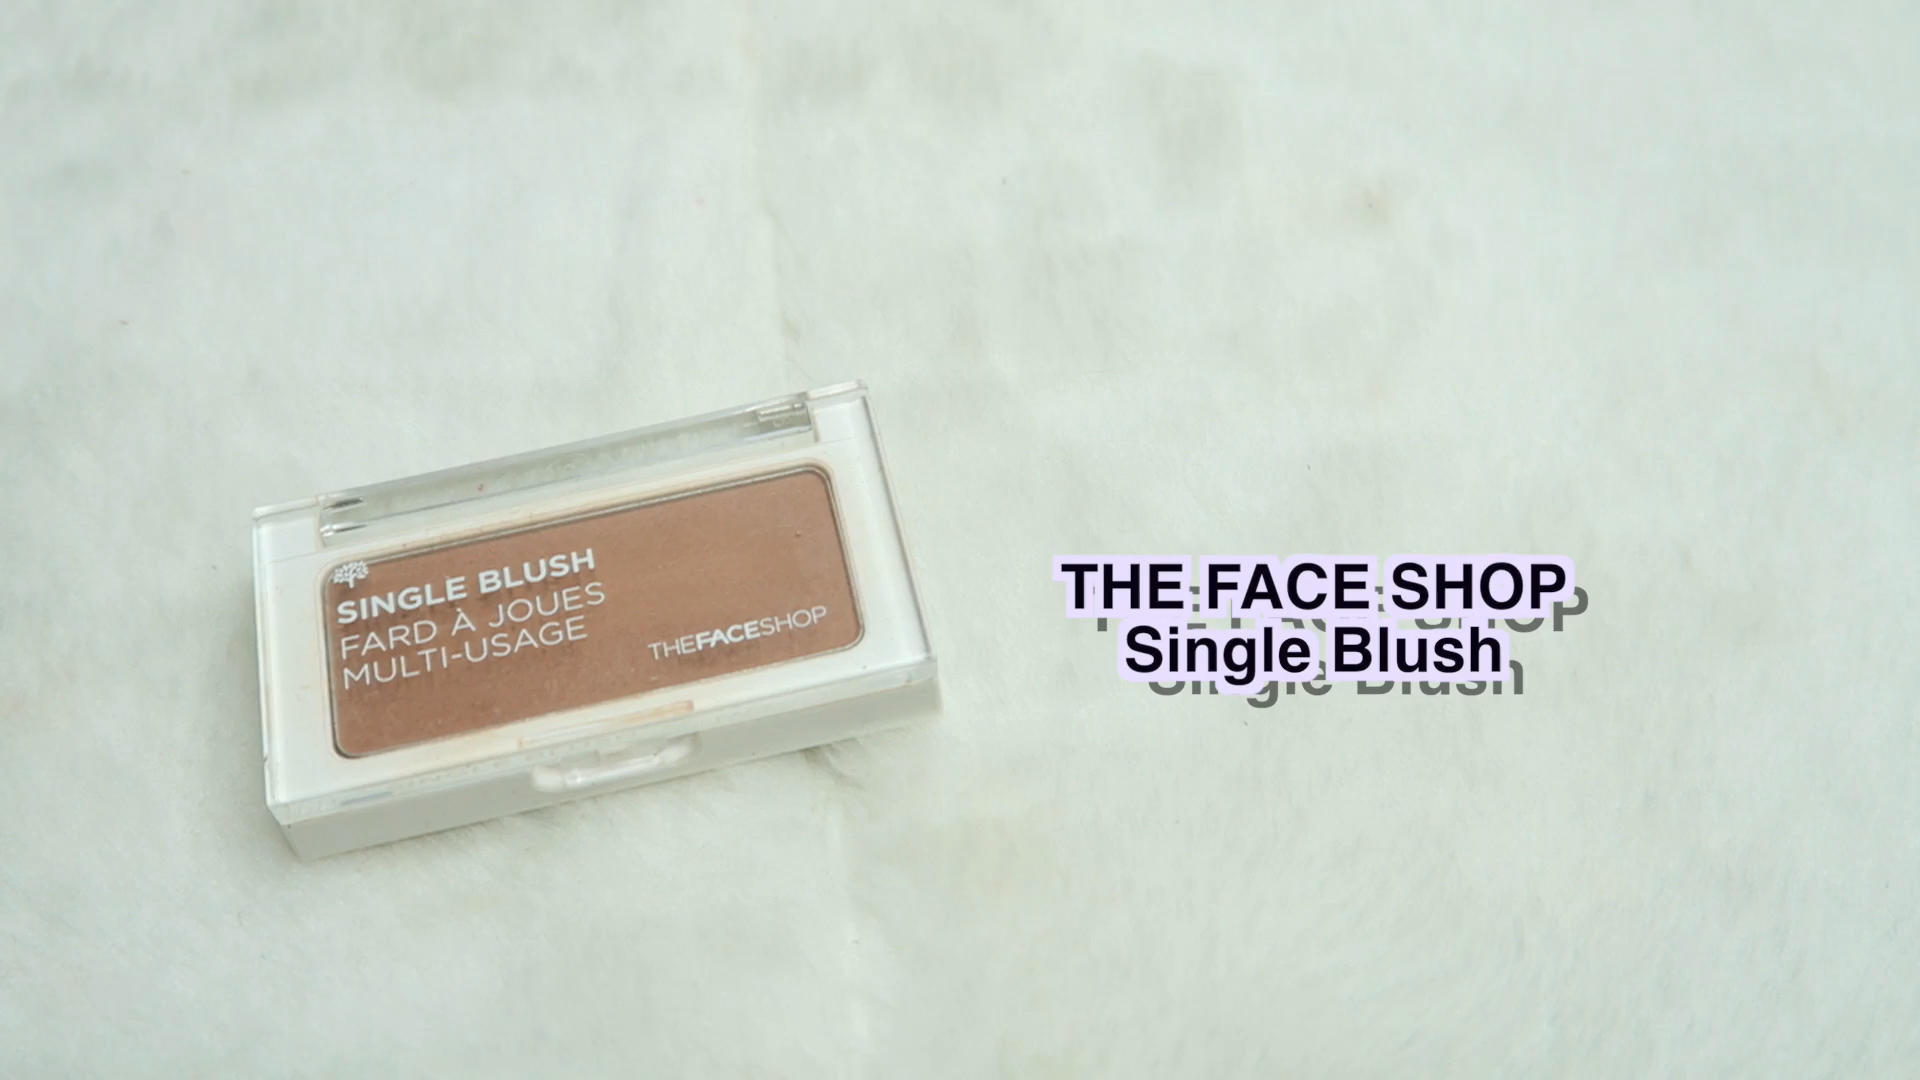 SINGLE BLUSH
FARD À JOUES
MULTI-USAGE
THEFACESHOP
THE FACE SHOP
Single Blush